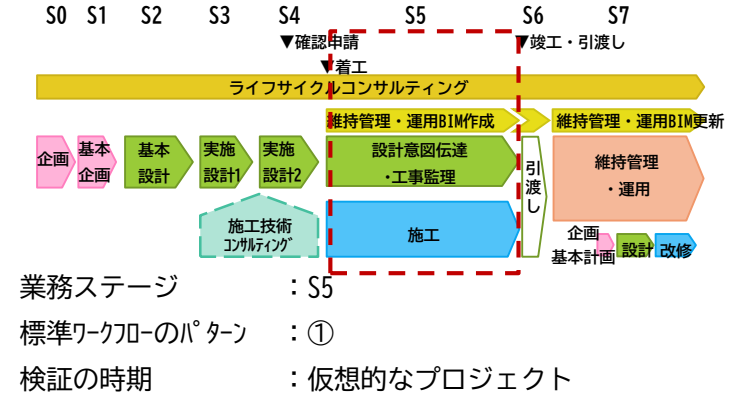 S0 S1 S2 S3 S4 S5 S6 S7
▼確認申請 ▼竣工・引渡し
▼着工
ライフサイクルコンサルティング
維持管理・運用BIM作成 維持管理・運用BIM更新
企画
基本
企画
基本
設計
実施
設計1
実施
設計2
設計意図伝達
・工事監理
引渡し
維持管理
・運用
施工技術
コンサルティング
施工
企画
基本計画 設計 改修
業務ステージ :S5
標準ワークフローのパターン :①
検証の時期 :仮想的なプロジェクト